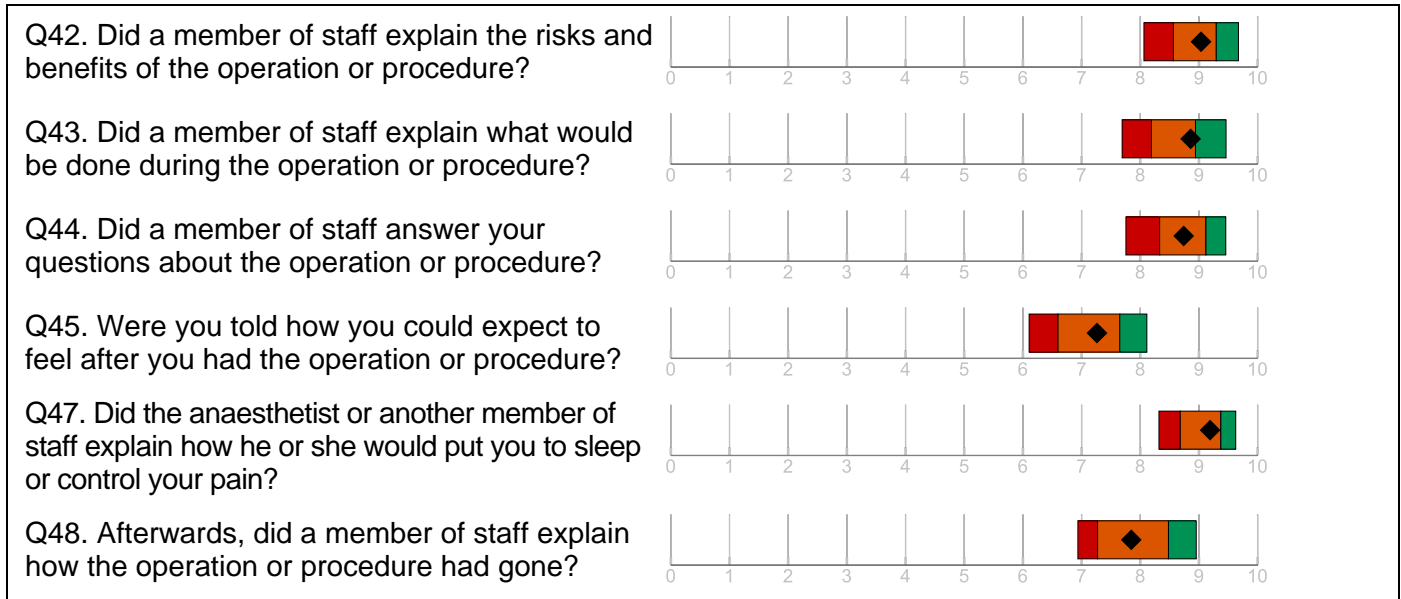 Q42. Did a member of staff explain the risks and
benefits of the operation or procedure?
0 1 2 3 4 5 6 7 8 9 10
Q43. Did a member of staff explain what would
be done during the operation or procedure?
0 1 2 3 4 5 6 7 8 9 10
Q44. Did a member of staff answer your
questions about the operation or procedure?
0 1 2 3 4 5 6 7 8 9 10
Q45. Were you told how you could expect to
feel after you had the operation or procedure?
0 1 2 3 4 5 6 7 8 9 10
Q47. Did the anaesthetist or another member of
staff explain how he or she would put you to sleep
or control your pain?
0 1 2 3 4 5 6 7 8 9 10
Q48. Afterwards, did a member of staff explain
how the operation or procedure had gone?
0 1 2 3 4 5 6 7 8 9 10